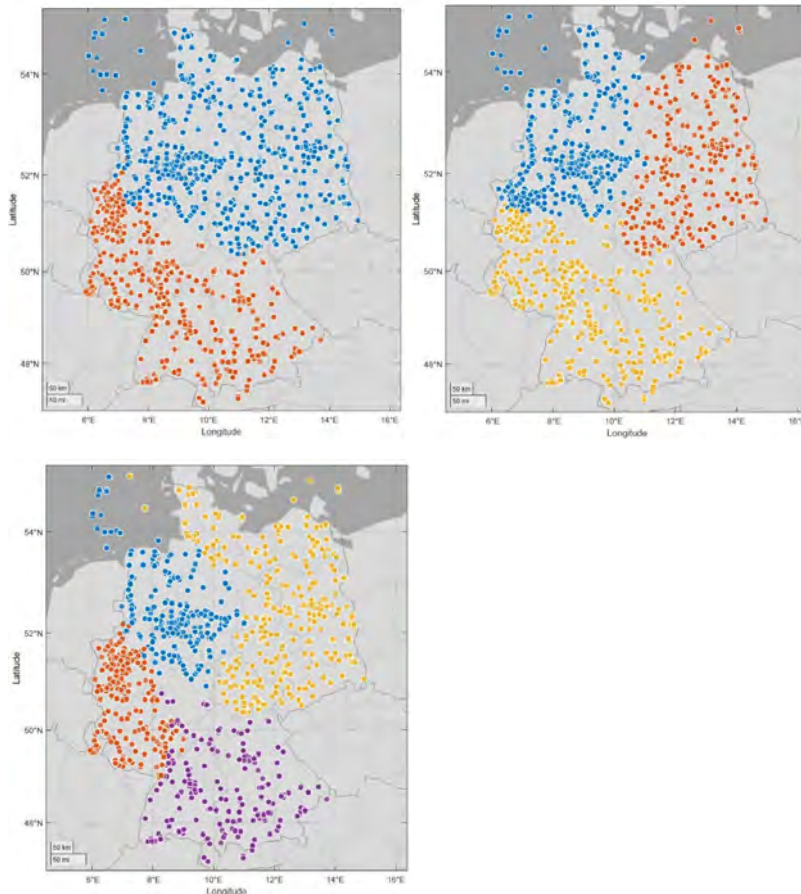 54°N
52°N
50°N
48°N
Latitude
50 km
50 mi
6°E
8°E
10°E
12°E
14°E
16°E
Longitude
54°N
52°N
50°N
48°N
Latitude
50 km
50 mi
6°E
8°E
10°E
12°E
14°E
16°E
Longitude
54°N
52°N
50°N
48°N
Latitude
50 km
50 mi
6°E
8°E
10°E
12°E
14°E
16°E
Longitude